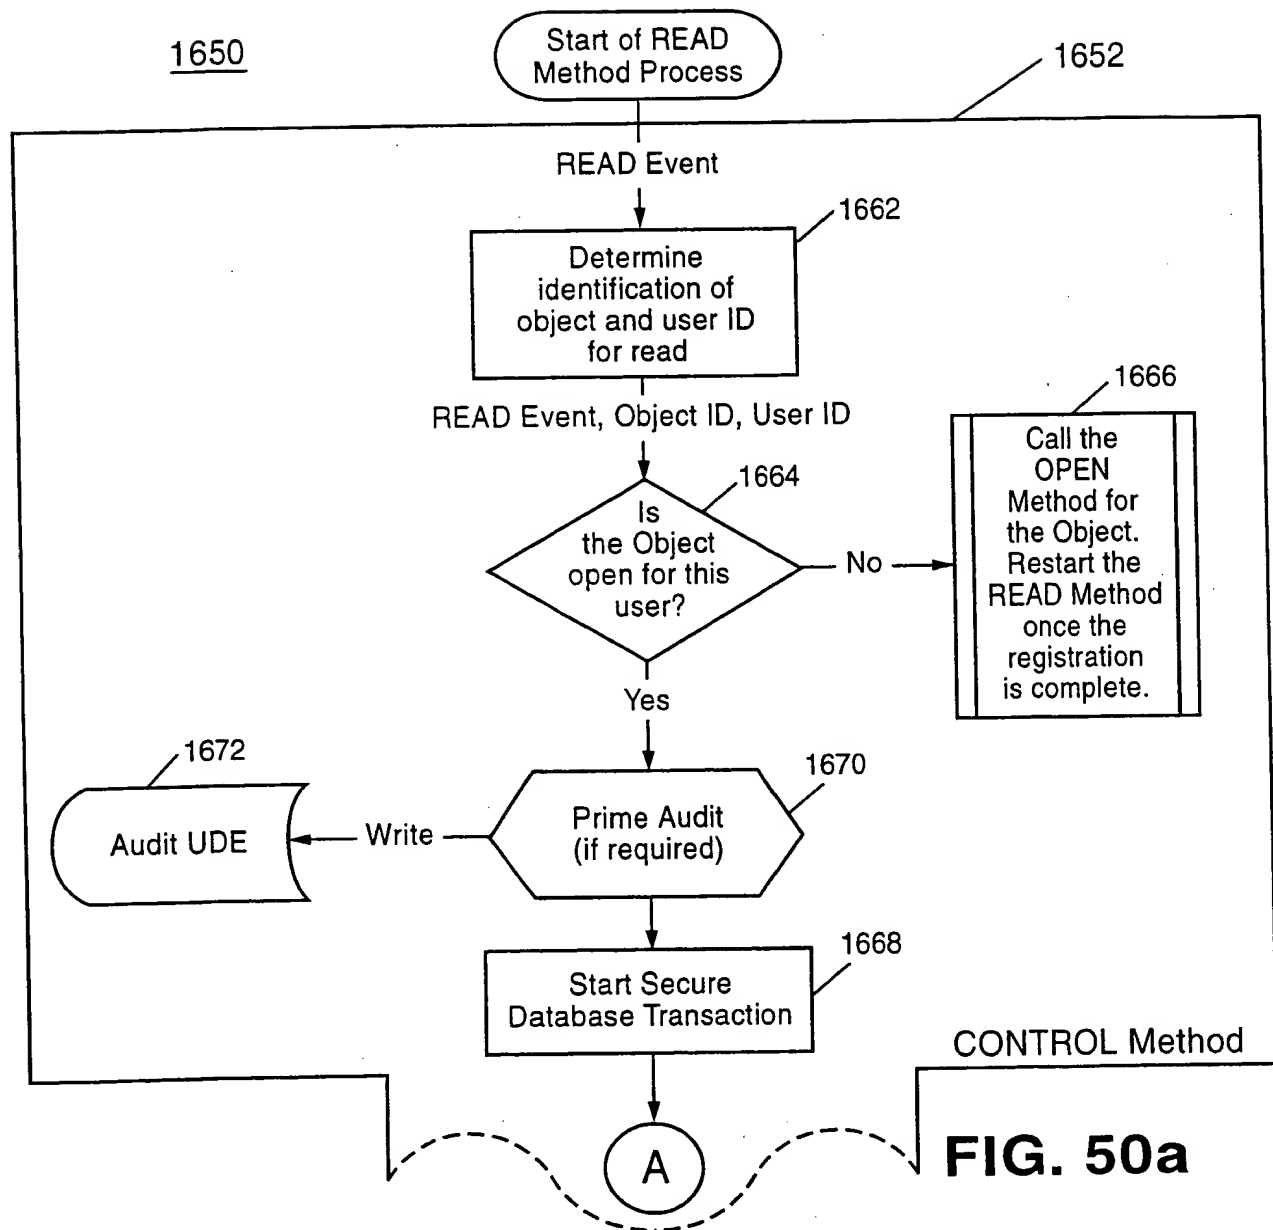 1650
Start of READ
Method Process
1652
READ Event
1662
Determine
identification of
object and user ID
for read
READ Event, Object ID, User ID
1664
Is
the Object
open for this
user?
No
1666
Call the
OPEN
Method for
the Object.
Restart the
READ Method
once the
registration
is complete.
Yes
1672
Audit UDE
Write
1670
Prime Audit
(if required)
1668
Start Secure
Database Transaction
CONTROL Method
A
FIG. 50a